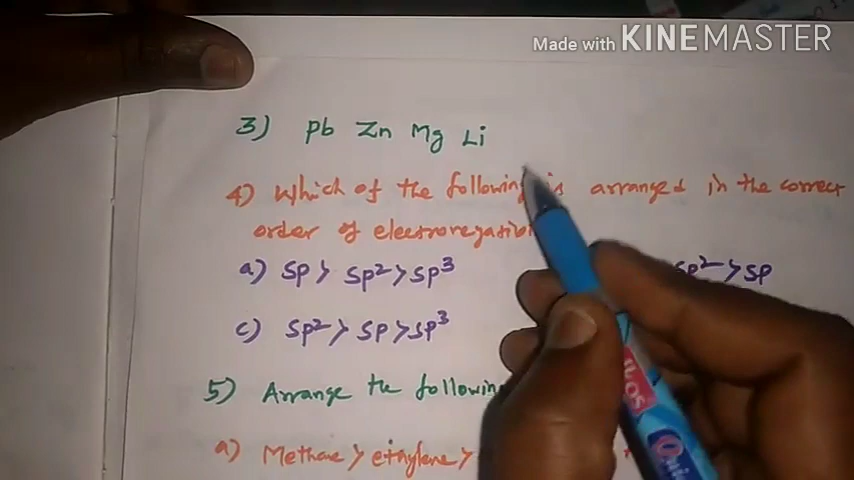 Made with KINEMASTER
3) Pb Zn Mg Li
4) Which of the following is arranged in the correct
order of electronegativi
a) SP > SP² > SP³ SP² > SP
c) SP² > SP > SP³
5) Arrange the following
a) Methane > ethylene >